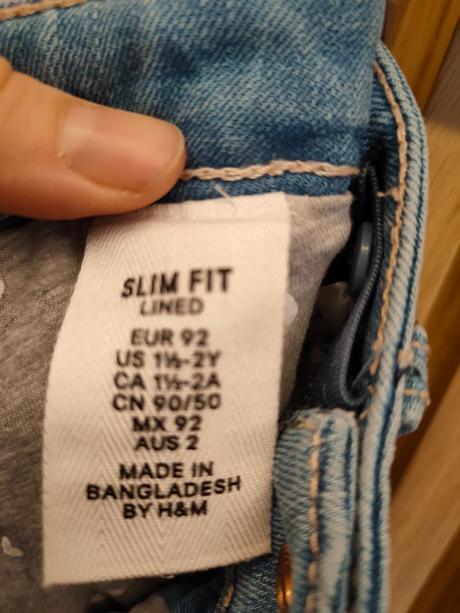 SLIM FIT
LINED
EUR 92
US 1½-2Y
CA 1½-2A
CN 90/50
MX 92
AUS 2
MADE IN
BANGLADESH
BY H&M